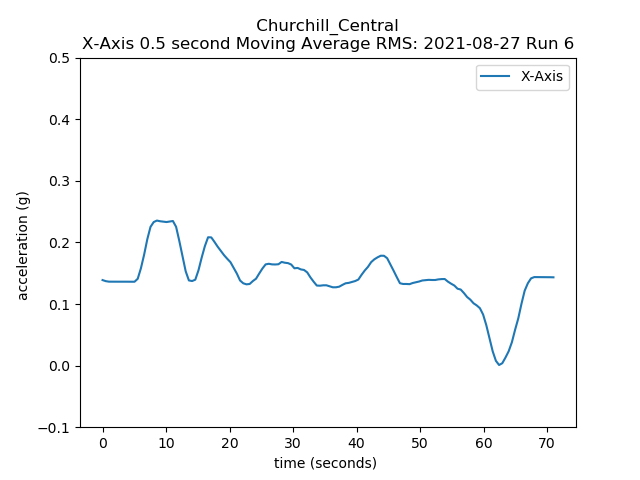 Churchill_Central
X-Axis 0.5 second Moving Average RMS: 2021-08-27 Run 6
X-Axis
acceleration (g)
0.5
0.4
0.3
0.2
0.1
0.0
−0.1
0 10 20 30 40 50 60 70
time (seconds)